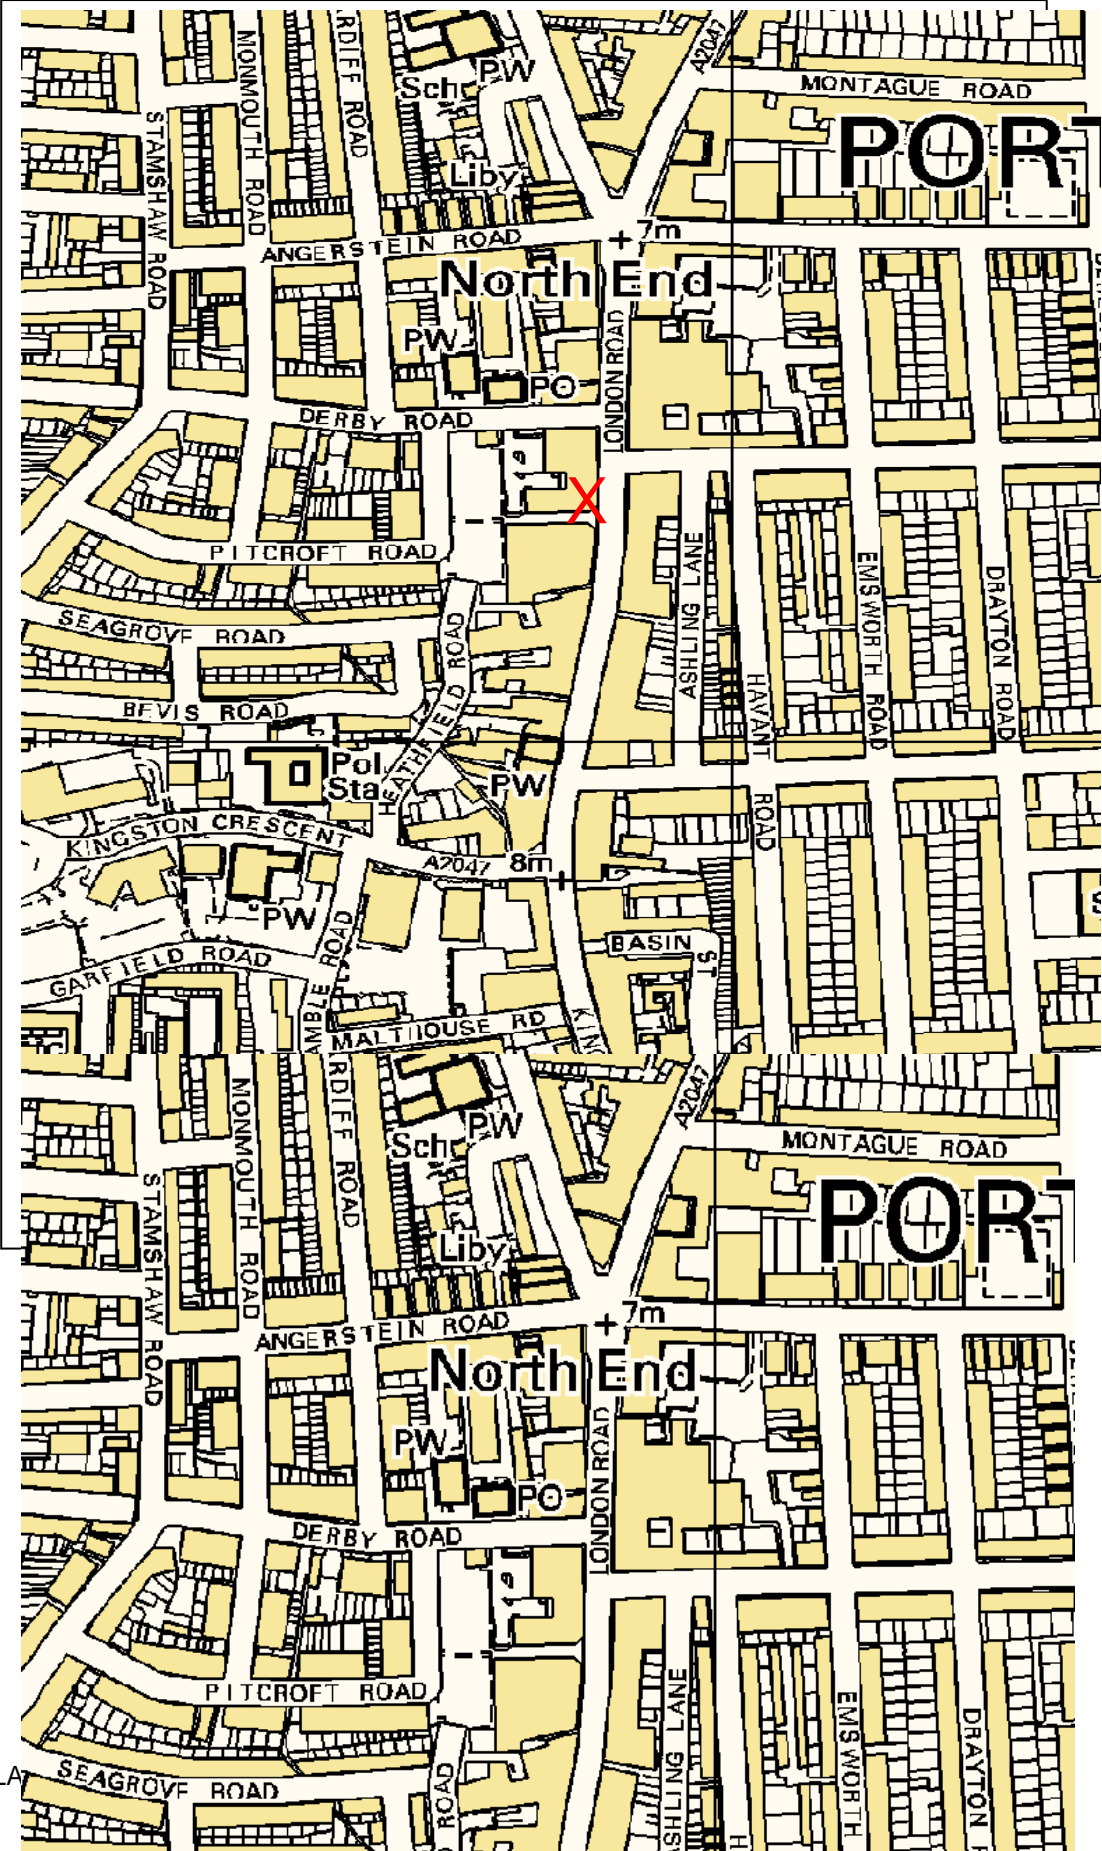 A2047
MONTAGUE ROAD
PW
Sch
MONMOUTH ROAD
RDIFF ROAD
STAMSHAW ROAD
PORT
Liby
7m
ANGERSTEIN ROAD
North End
PW
PO
LONDON ROAD
DERBY ROAD
X
PITCROFT ROAD
ASHLING LANE
EMSWORTH ROAD
DRAYTON ROAD
SEAGROVE ROAD
HEATHFIELD ROAD
HAVANT ROAD
BEVIS ROAD
Pol
Sta
PW
KINGSTON CRESCENT
A2047
8m
PW
S
BASIN ST
GARFIELD ROAD
AMBLE ROAD
MALTHOUSE RD
KING
A2047
MONTAGUE ROAD
PW
Sch
MONMOUTH ROAD
RDIFF ROAD
STAMSHAW ROAD
PORT
Liby
7m
ANGERSTEIN ROAD
North End
PW
PO
LONDON ROAD
DERBY ROAD
PITCROFT ROAD
ASHLING LANE
EMSWORTH
DRAYTON R
LA
SEAGROVE ROAD
ROAD
H